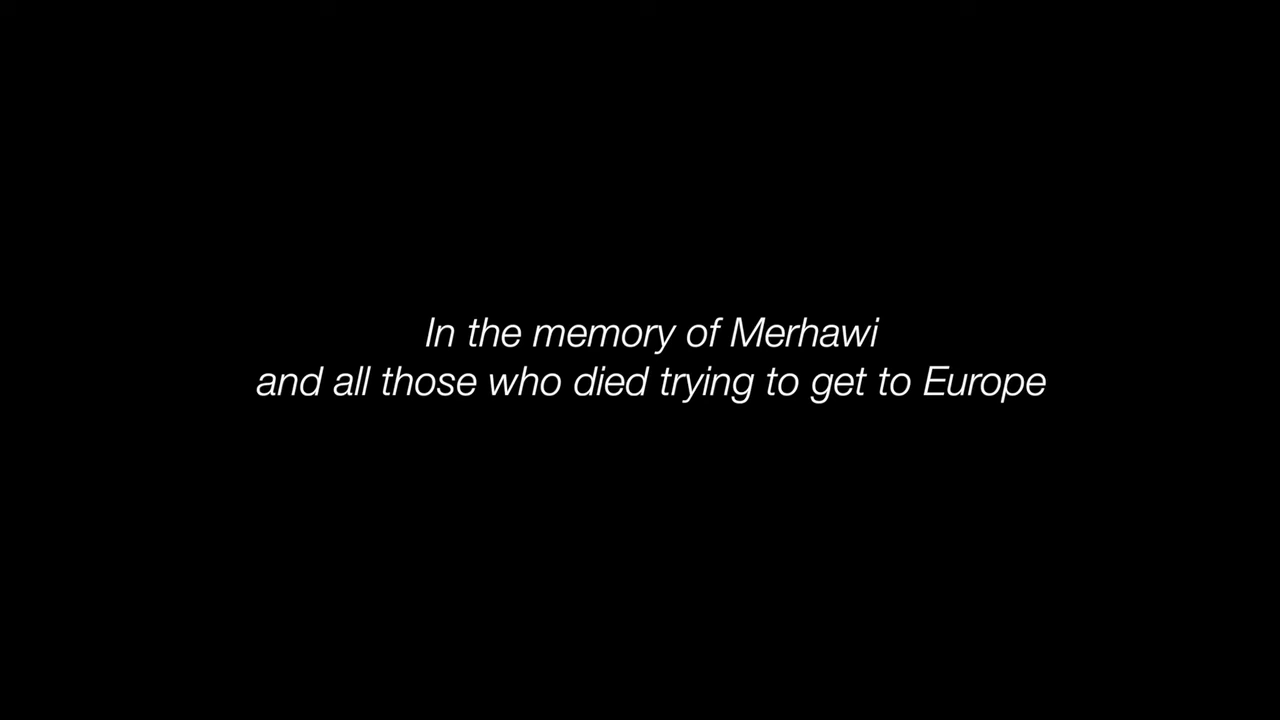 In the memory of Merhawi
and all those who died trying to get to Europe